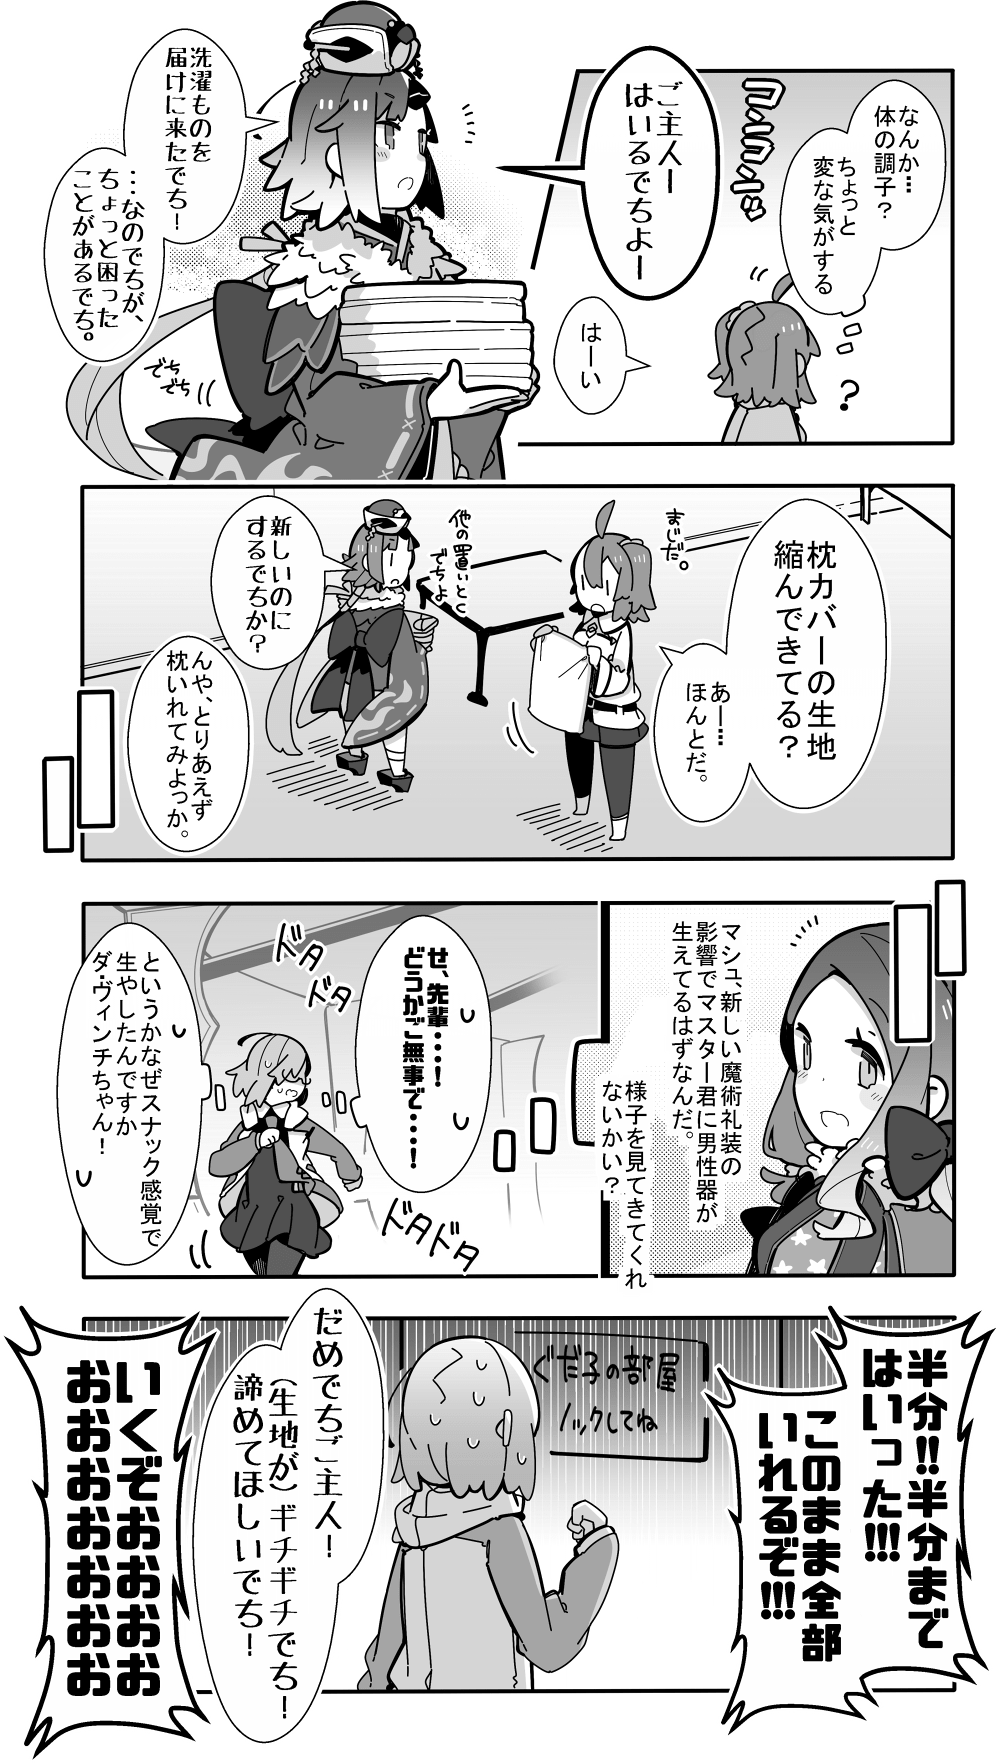 なんか…
体の調子？
ちょっと
変な気がする
コンコンッ
ご主人ー
はいるでちよー
はーい
？
洗濯ものを
届けに来たでち！
…なのでちが、
ちょっと困った
ことがあるでち。
でち
でち
枕カバーの生地
縮んできてる？
あー…
ほんとだ。
まじだ。
他の置いとく
でちよ
新しいのに
するでちか？
んや、とりあえず
枕いれてみよっか。
マシュ、新しい魔術礼装の
影響でマスター君に男性器が
生えてるはずなんだ。
様子を見てきてくれ
ないかい？
せ、先輩・・・・！
どうかご無事で・・・・！
ドタ
ドタ
ドタドタ
というかなぜスナック感覚で
生やしたんですか
ダ・ヴィンチちゃん！
半分!!半分まで
はいった!!!
このまま全部
いれるぞ!!!
ぐだ子の部屋
ノックしてね
だめでちご主人！
（生地が）ギチギチでち！
諦めてほしいでち！
いくぞおおおおお
おおおおおおおお